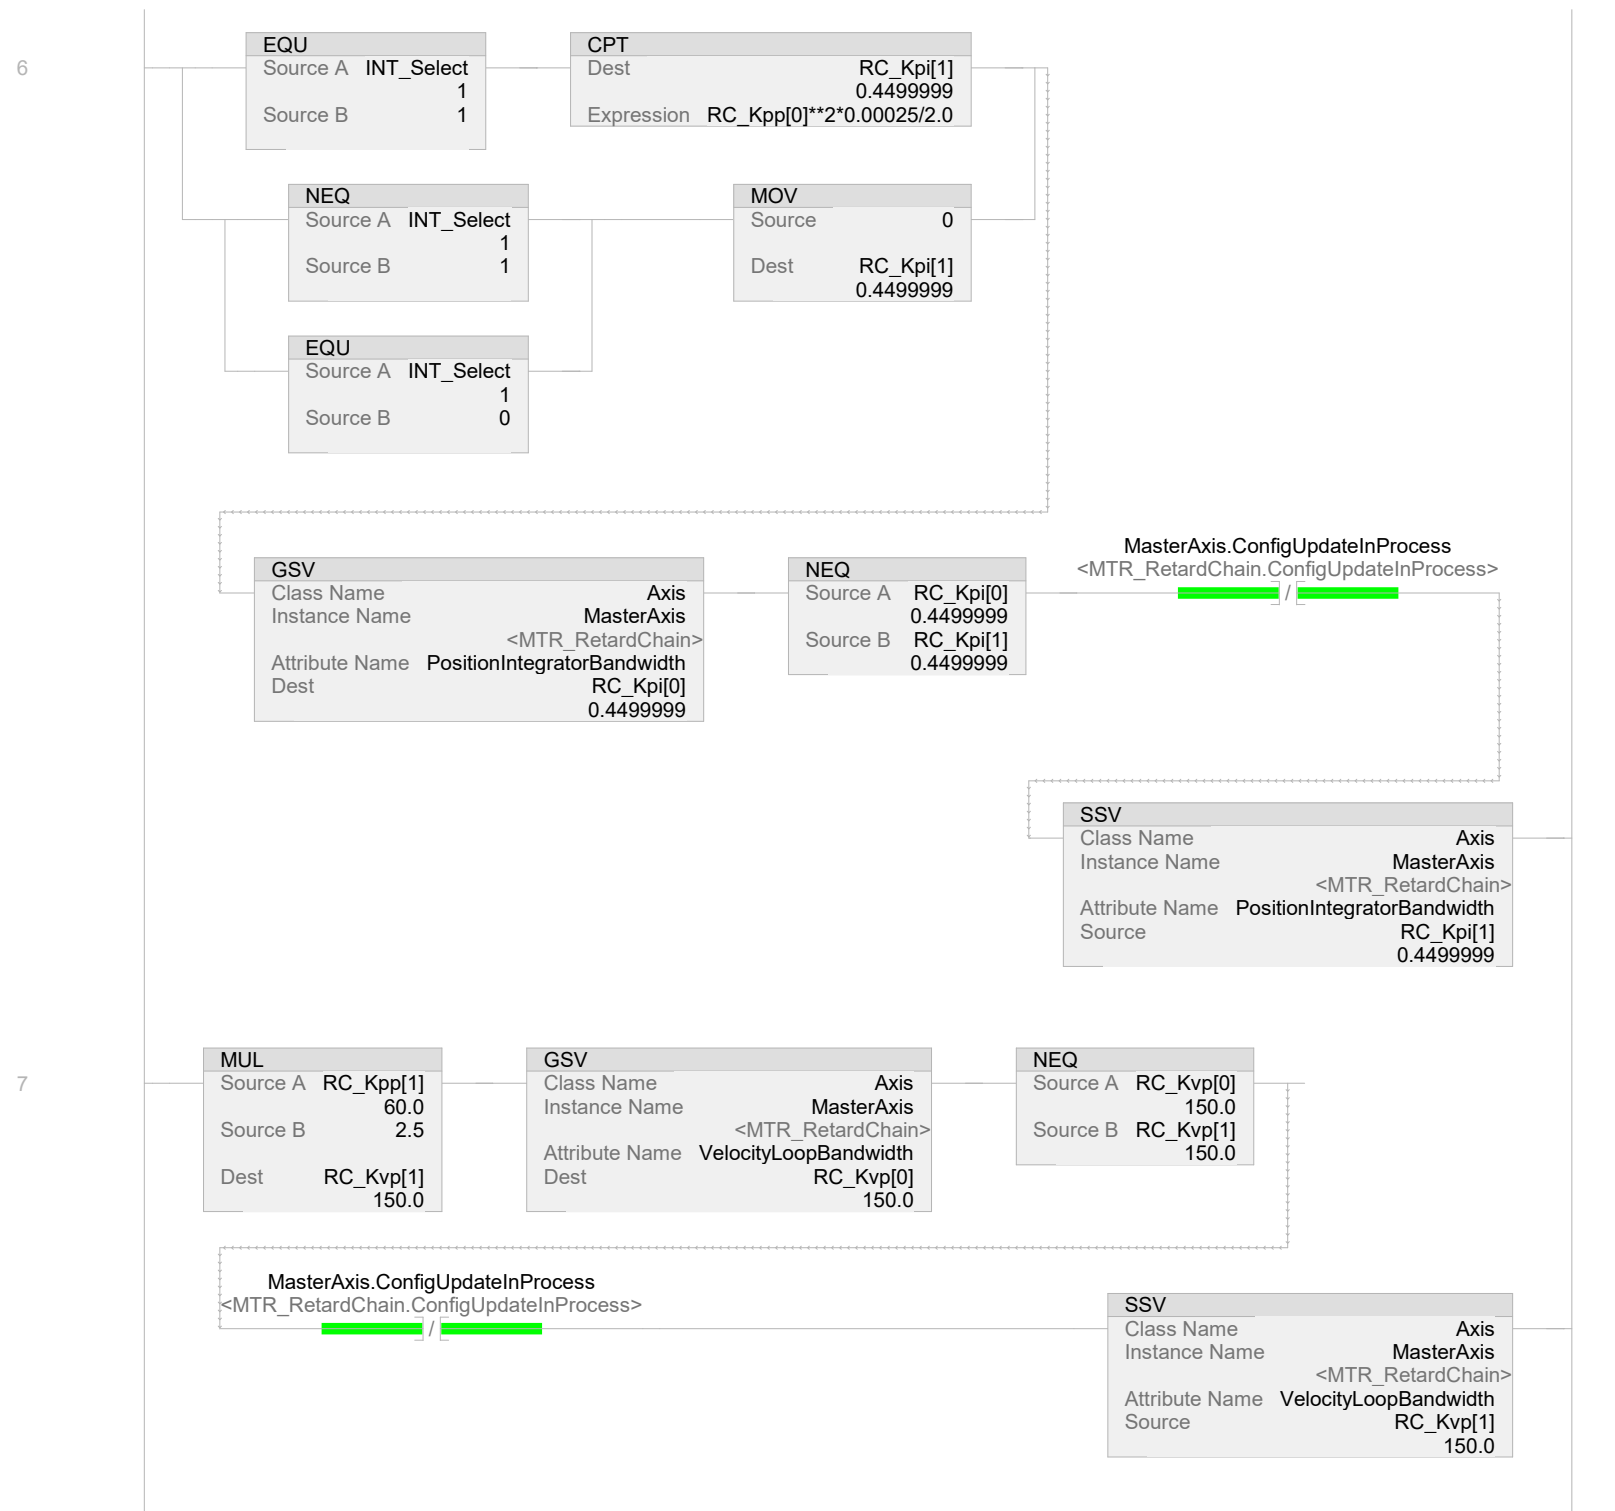 6
EQU
Source A INT_Select
1
Source B 1
CPT
Dest RC_Kpi[1]
0.4499999
Expression RC_Kpp[0]**2*0.00025/2.0
NEQ
Source A INT_Select
1
Source B 1
MOV
Source 0
Dest RC_Kpi[1]
0.4499999
EQU
Source A INT_Select
1
Source B 0
GSV
Class Name Axis
Instance Name MasterAxis
<MTR_RetardChain>
Attribute Name PositionIntegratorBandwidth
Dest RC_Kpi[0]
0.4499999
NEQ
Source A RC_Kpi[0]
0.4499999
Source B RC_Kpi[1]
0.4499999
MasterAxis.ConfigUpdateInProcess
<MTR_RetardChain.ConfigUpdateInProcess>
/
SSV
Class Name Axis
Instance Name MasterAxis
<MTR_RetardChain>
Attribute Name PositionIntegratorBandwidth
Source RC_Kpi[1]
0.4499999
7
MUL
Source A RC_Kpp[1]
60.0
Source B 2.5
Dest RC_Kvp[1]
150.0
GSV
Class Name Axis
Instance Name MasterAxis
<MTR_RetardChain>
Attribute Name VelocityLoopBandwidth
Dest RC_Kvp[0]
150.0
NEQ
Source A RC_Kvp[0]
150.0
Source B RC_Kvp[1]
150.0
MasterAxis.ConfigUpdateInProcess
<MTR_RetardChain.ConfigUpdateInProcess>
/
SSV
Class Name Axis
Instance Name MasterAxis
<MTR_RetardChain>
Attribute Name VelocityLoopBandwidth
Source RC_Kvp[1]
150.0